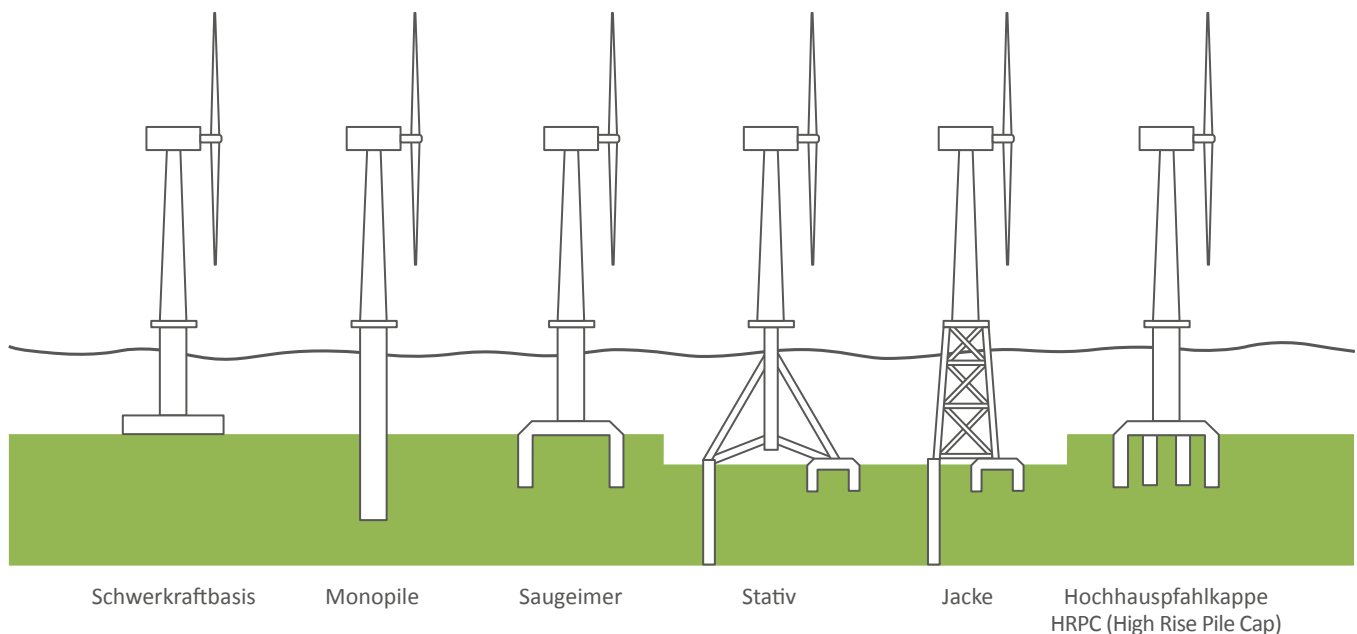 Schwerkraftbasis
Monopile
Saugeimer
Stativ
Jacke
Hochhauspfahlkappe
HRPC (High Rise Pile Cap)